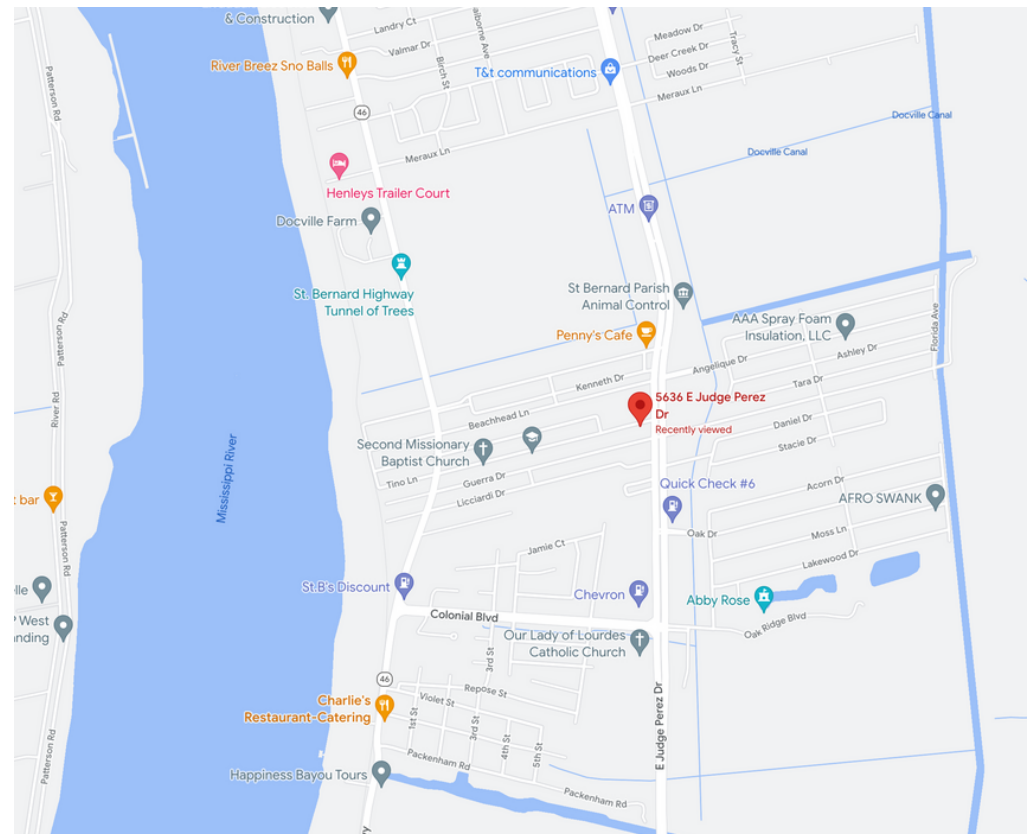 & Construction
Landry Ct
aiborne Ave
Valmar Dr
Birch St
River Breez Sno Balls
46
Meraux Ln
Henleys Trailer Court
Docville Farm
St. Bernard Highway
Tunnel of Trees
T&t communications
Meadow Dr
Deer Creek Dr
Tracy St
Woods Dr
Meraux Ln
Docville Canal
Docville Canal
ATM
St Bernard Parish
Animal Control
Penny's Cafe
AAA Spray Foam
Insulation, LLC
Florida Ave
Angelique Dr
Ashley Dr
Kenneth Dr
Tara Dr
5636 E Judge Perez
Dr
Recently viewed
Beachhead Ln
Daniel Dr
Second Missionary
Baptist Church
Stacie Dr
Tino Ln
Guerra Dr
Licciardi Dr
Quick Check #6
Acorn Dr
AFRO SWANK
Oak Dr
Moss Ln
Jamie Ct
Lakewood Dr
St.B's Discount
Chevron
Abby Rose
Colonial Blvd
Oak Ridge Blvd
Our Lady of Lourdes
Catholic Church
3rd St
46
Repose St
Violet St
Charlie's
Restaurant-Catering
1st St
3rd St
4th St
5th St
E Judge Perez Dr
Packenham Rd
Happiness Bayou Tours
Packenham Rd
Mississippi River
Patterson Rd
Patterson Rd
River Rd
t bar
Patterson Rd
elle
P West
anding
Patterson Rd